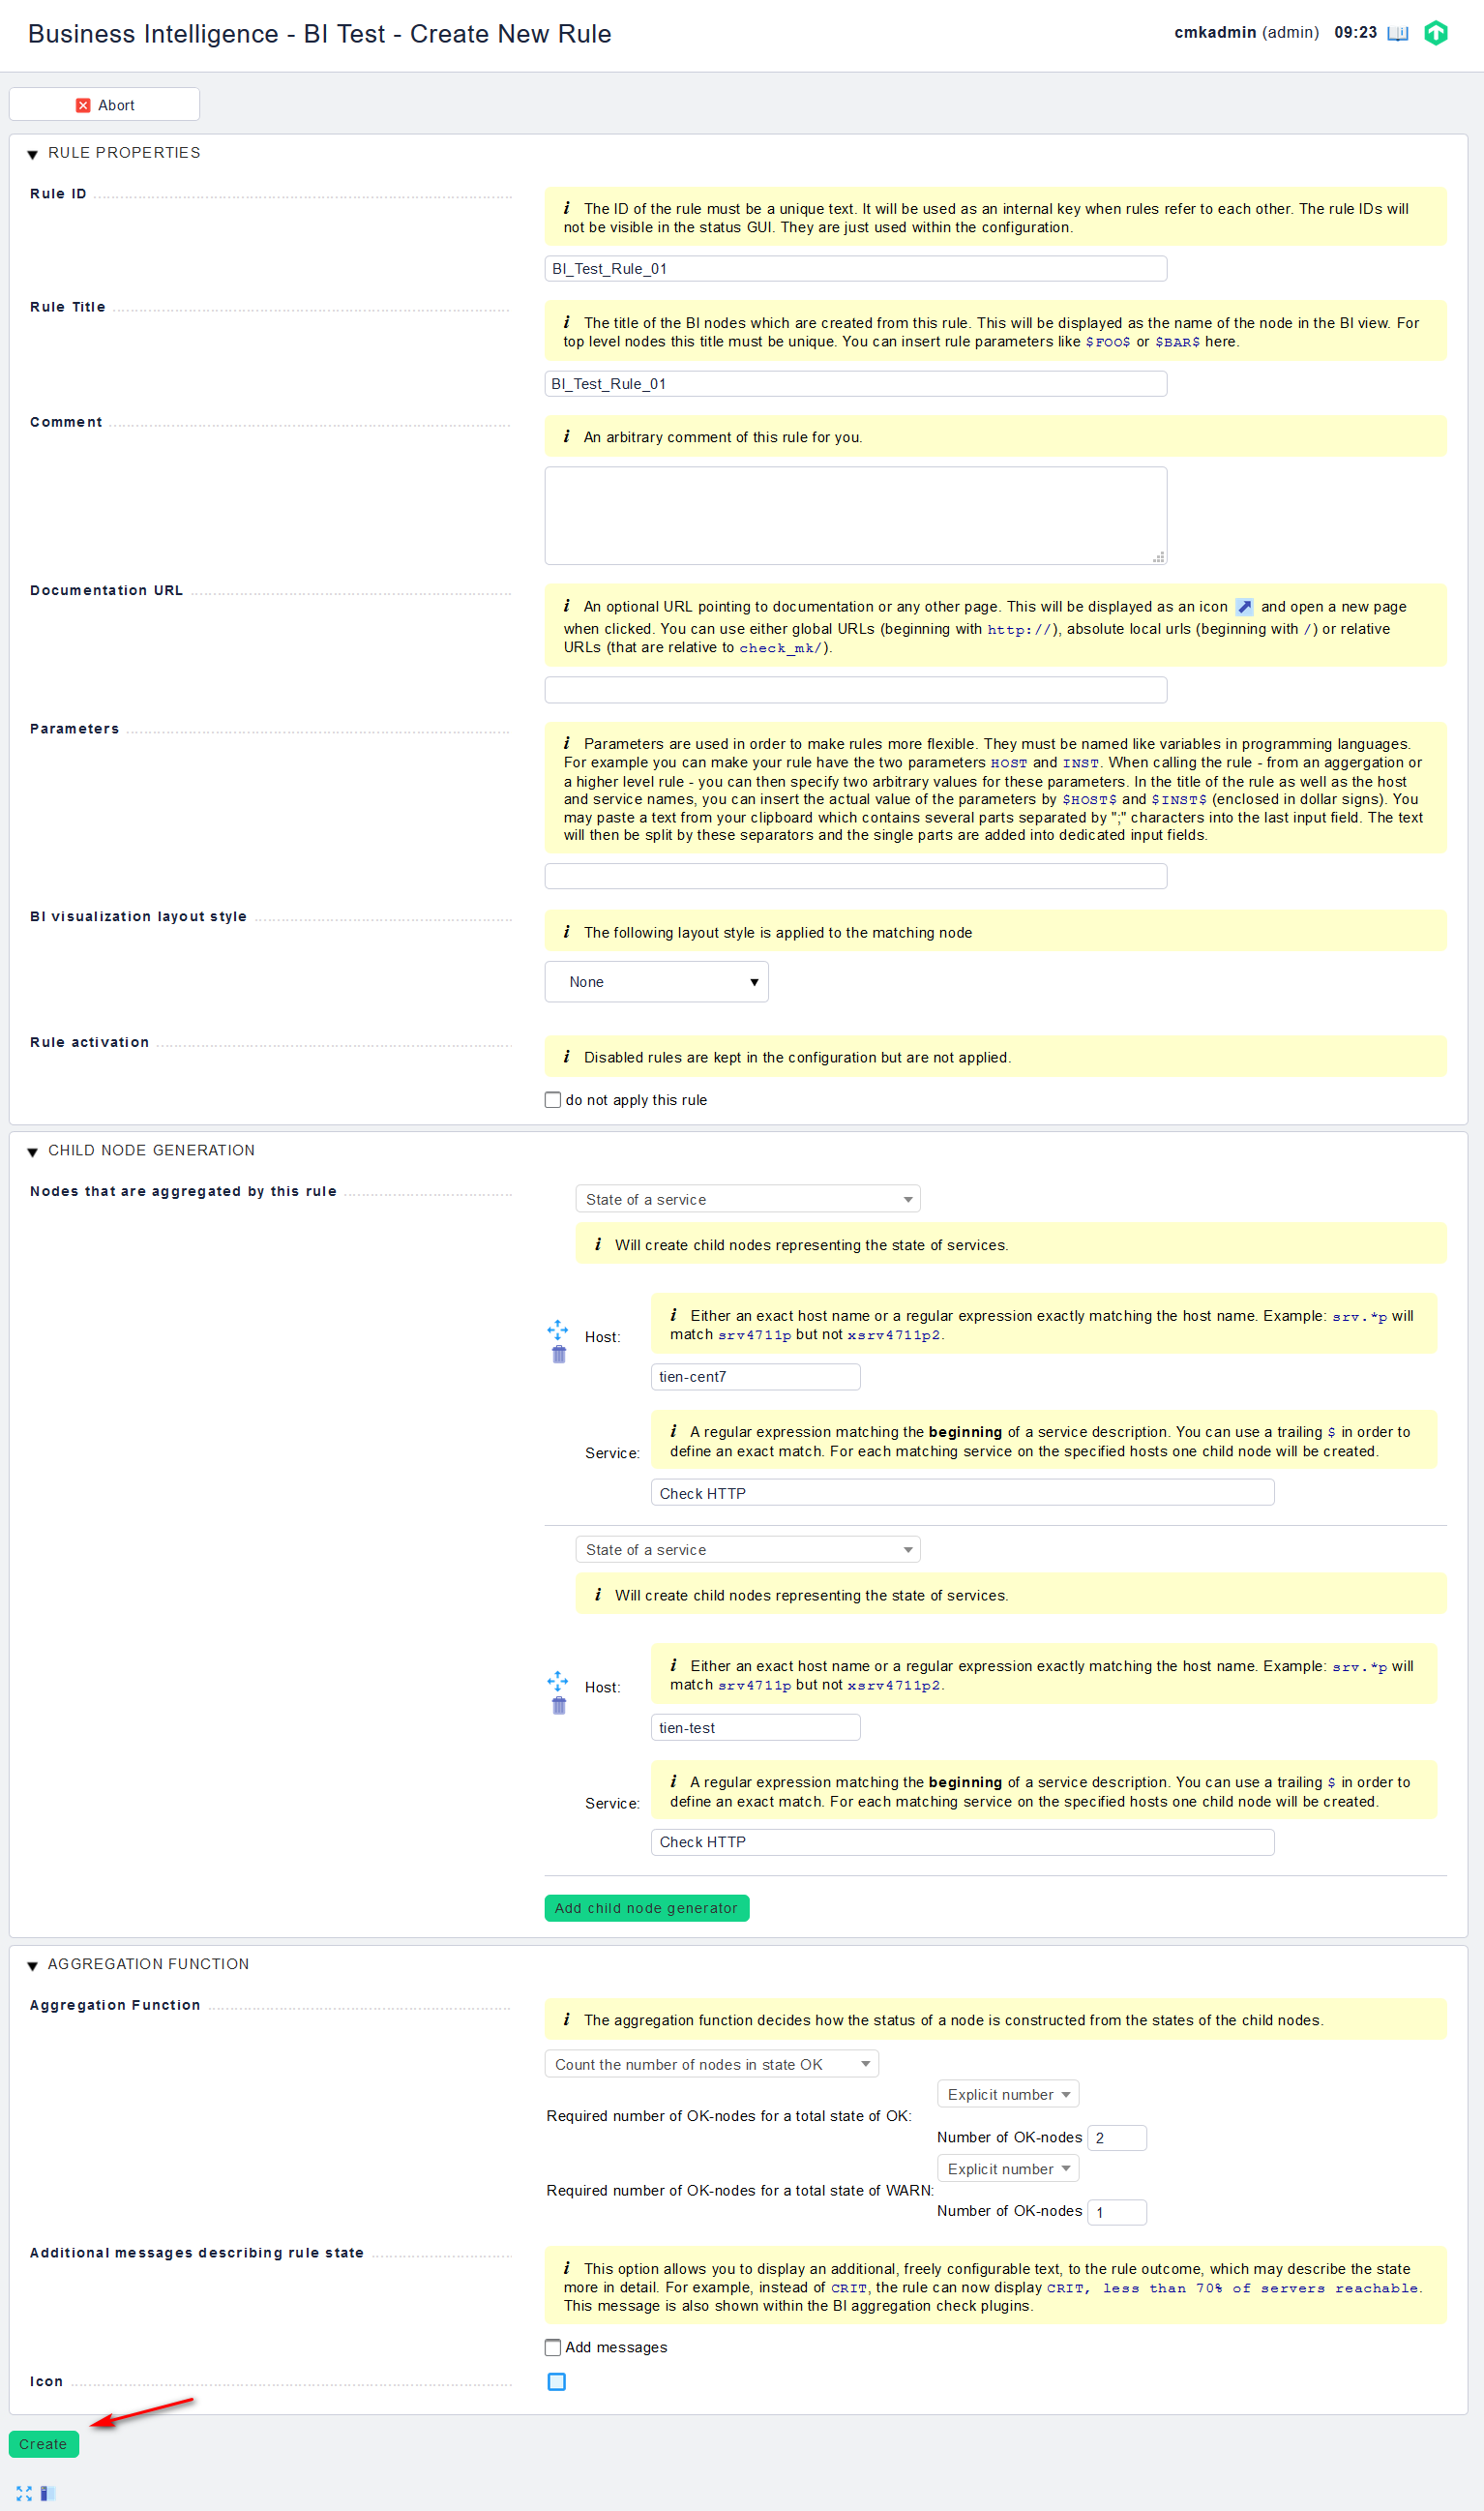 Business Intelligence - BI Test - Create New Rule
cmkadmin (admin) 09:23
Abort
RULE PROPERTIES
Rule ID
i The ID of the rule must be a unique text. It will be used as an internal key when rules refer to each other. The rule IDs will
not be visible in the status GUI. They are just used within the configuration.
BI_Test_Rule_01
Rule Title
i The title of the BI nodes which are created from this rule. This will be displayed as the name of the node in the BI view. For
top level nodes this title must be unique. You can insert rule parameters like $FOO$ or $BAR$ here.
BI_Test_Rule_01
Comment
i An arbitrary comment of this rule for you.
Documentation URL
i An optional URL pointing to documentation or any other page. This will be displayed as an icon and open a new page
when clicked. You can use either global URLs (beginning with http://), absolute local urls (beginning with /) or relative
URLs (that are relative to check_mk/).
Parameters
i Parameters are used in order to make rules more flexible. They must be named like variables in programming languages.
For example you can make your rule have the two parameters HOST and INST. When calling the rule - from an aggergation or
a higher level rule - you can then specify two arbitrary values for these parameters. In the title of the rule as well as the host
and service names, you can insert the actual value of the parameters by $HOST$ and $INST$ (enclosed in dollar signs). You
may paste a text from your clipboard which contains several parts separated by ";" characters into the last input field. The text
will then be split by these separators and the single parts are added into dedicated input fields.
BI visualization layout style
i The following layout style is applied to the matching node
None
Rule activation
i Disabled rules are kept in the configuration but are not applied.
do not apply this rule
CHILD NODE GENERATION
Nodes that are aggregated by this rule
State of a service
i Will create child nodes representing the state of services.
Host:
i Either an exact host name or a regular expression exactly matching the host name. Example: srv.*p will
match srv4711p but not xsrv4711p2.
tien-cent7
Service:
i A regular expression matching the beginning of a service description. You can use a trailing $ in order to
define an exact match. For each matching service on the specified hosts one child node will be created.
Check HTTP
State of a service
i Will create child nodes representing the state of services.
Host:
i Either an exact host name or a regular expression exactly matching the host name. Example: srv.*p will
match srv4711p but not xsrv4711p2.
tien-test
Service:
i A regular expression matching the beginning of a service description. You can use a trailing $ in order to
define an exact match. For each matching service on the specified hosts one child node will be created.
Check HTTP
Add child node generator
AGGREGATION FUNCTION
Aggregation Function
i The aggregation function decides how the status of a node is constructed from the states of the child nodes.
Count the number of nodes in state OK
Required number of OK-nodes for a total state of OK:
Explicit number
Number of OK-nodes 2
Required number of OK-nodes for a total state of WARN:
Explicit number
Number of OK-nodes 1
Additional messages describing rule state
i This option allows you to display an additional, freely configurable text, to the rule outcome, which may describe the state
more in detail. For example, instead of CRIT, the rule can now display CRIT, less than 70% of servers reachable.
This message is also shown within the BI aggregation check plugins.
Add messages
Icon
Create